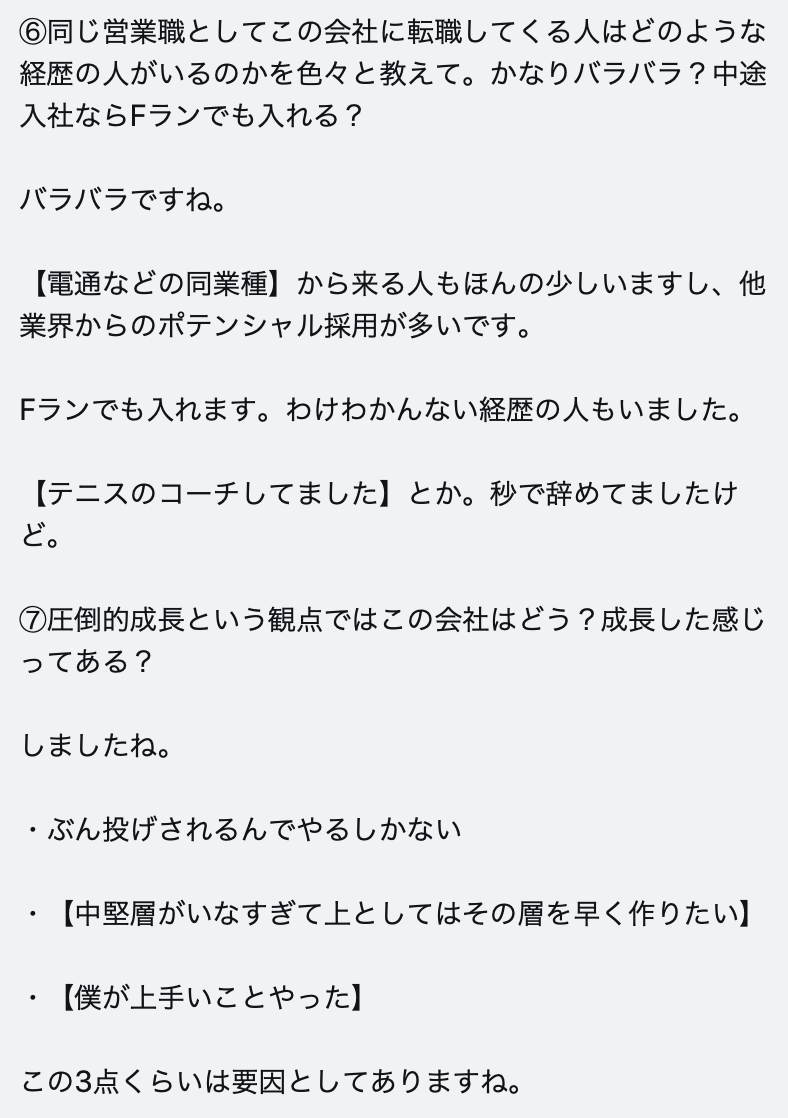 ⑥同じ営業職としてこの会社に転職してくる人はどのような
経歴の人がいるのかを色々と教えて。かなりバラバラ？中途
入社ならFランでも入れる？
バラバラですね。
【電通などの同業種】から来る人もほんの少しいますし、他
業界からのポテンシャル採用が多いです。
Fランでも入れます。わけわかんない経歴の人もいました。
【テニスのコーチしてました】とか。秒で辞めてましたけ
ど。
⑦圧倒的成長という観点ではこの会社はどう？成長した感じ
ってある？
しましたね。
・ぶん投げされるんでやるしかない
・【中堅層がいなすぎて上としてはその層を早く作りたい】
・【僕が上手いことやった】
この3点くらいは要因としてありますね。